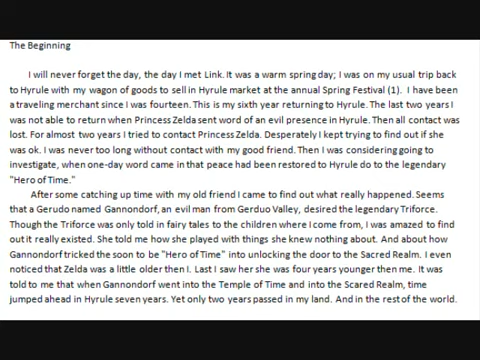 The Beginning
I will never forget the day, the day I met Link. It was a warm spring day; I was on my usual trip back
to Hyrule with my wagon of goods to sell in Hyrule market at the annual Spring Festival (1).  I have been
a traveling merchant since I was fourteen. This is my sixth year returning to Hyrule. The last two years I
was not able to return when Princess Zelda sent word of an evil presence in Hyrule. Then all contact was
lost. For almost two years I tried to contact Princess Zelda. Desperately I kept trying to find out if she
was ok. I was never too long without contact with my good friend. Then I was considering going to
investigate, when one-day word came in that peace had been restored to Hyrule do to the legendary
"Hero of Time."
After some catching up time with my old friend I came to find out what really happened. Seems
that a Gerudo named Gannondorf, an evil man from Gerduo Valley, desired the legendary Triforce.
Though the Triforce was only told in fairy tales to the children where I come from, I was amazed to find
out it really existed. She told me how she played with things she knew nothing about. And about how
Gannondorf tricked the soon to be "Hero of Time" into unlocking the door to the Sacred Realm. I even
noticed that Zelda was a little older then I. Last I saw her she was four years younger then me. It was
told to me that when Gannondorf went into the Temple of Time and into the Scared Realm, time
jumped ahead in Hyrule seven years. Yet only two years passed in my land. And in the rest of the world.